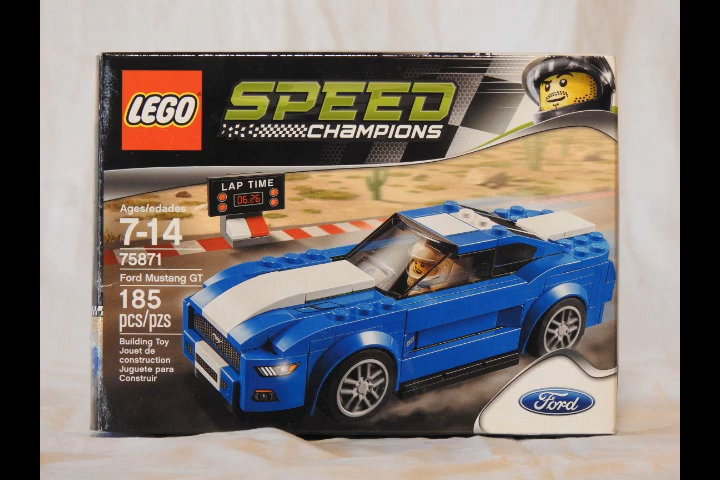 LEGO
SPEED
CHAMPIONS
LAP TIME
06.26
Ages/edades
7-14
75871
Ford Mustang GT
185
pcs/pzs
Building Toy
Jouet de
construction
Juguete para
Construir
Ford